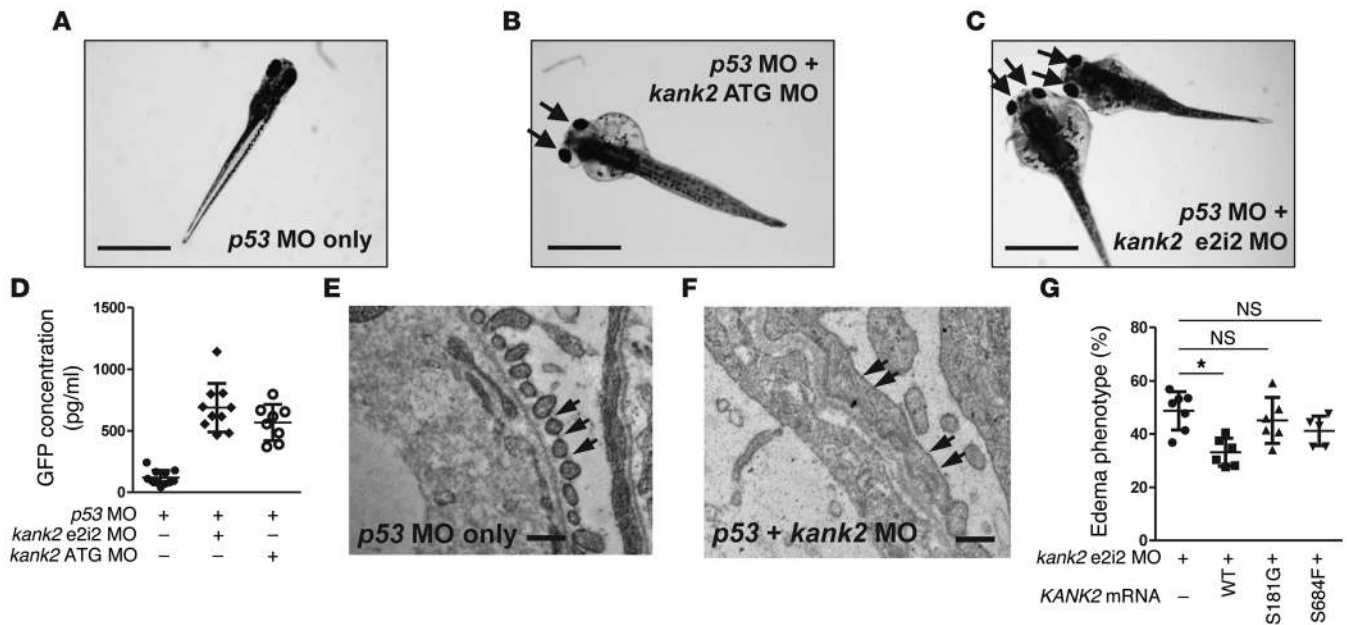 A
B
C
p53 MO only
p53 MO +
kank2 ATG MO
p53 MO +
kank2 e2i2 MO
D
GFP concentration
(pg/ml)
1500
1000
500
0
p53 MO + + +
kank2 e2i2 MO – + –
kank2 ATG MO – – +
E
p53 MO only
F
p53 + kank2 MO
G
NS
NS
*
Edema phenotype (%)
80
60
40
20
0
kank2 e2i2 MO + + + +
KANK2 mRNA – WT S181G S684F